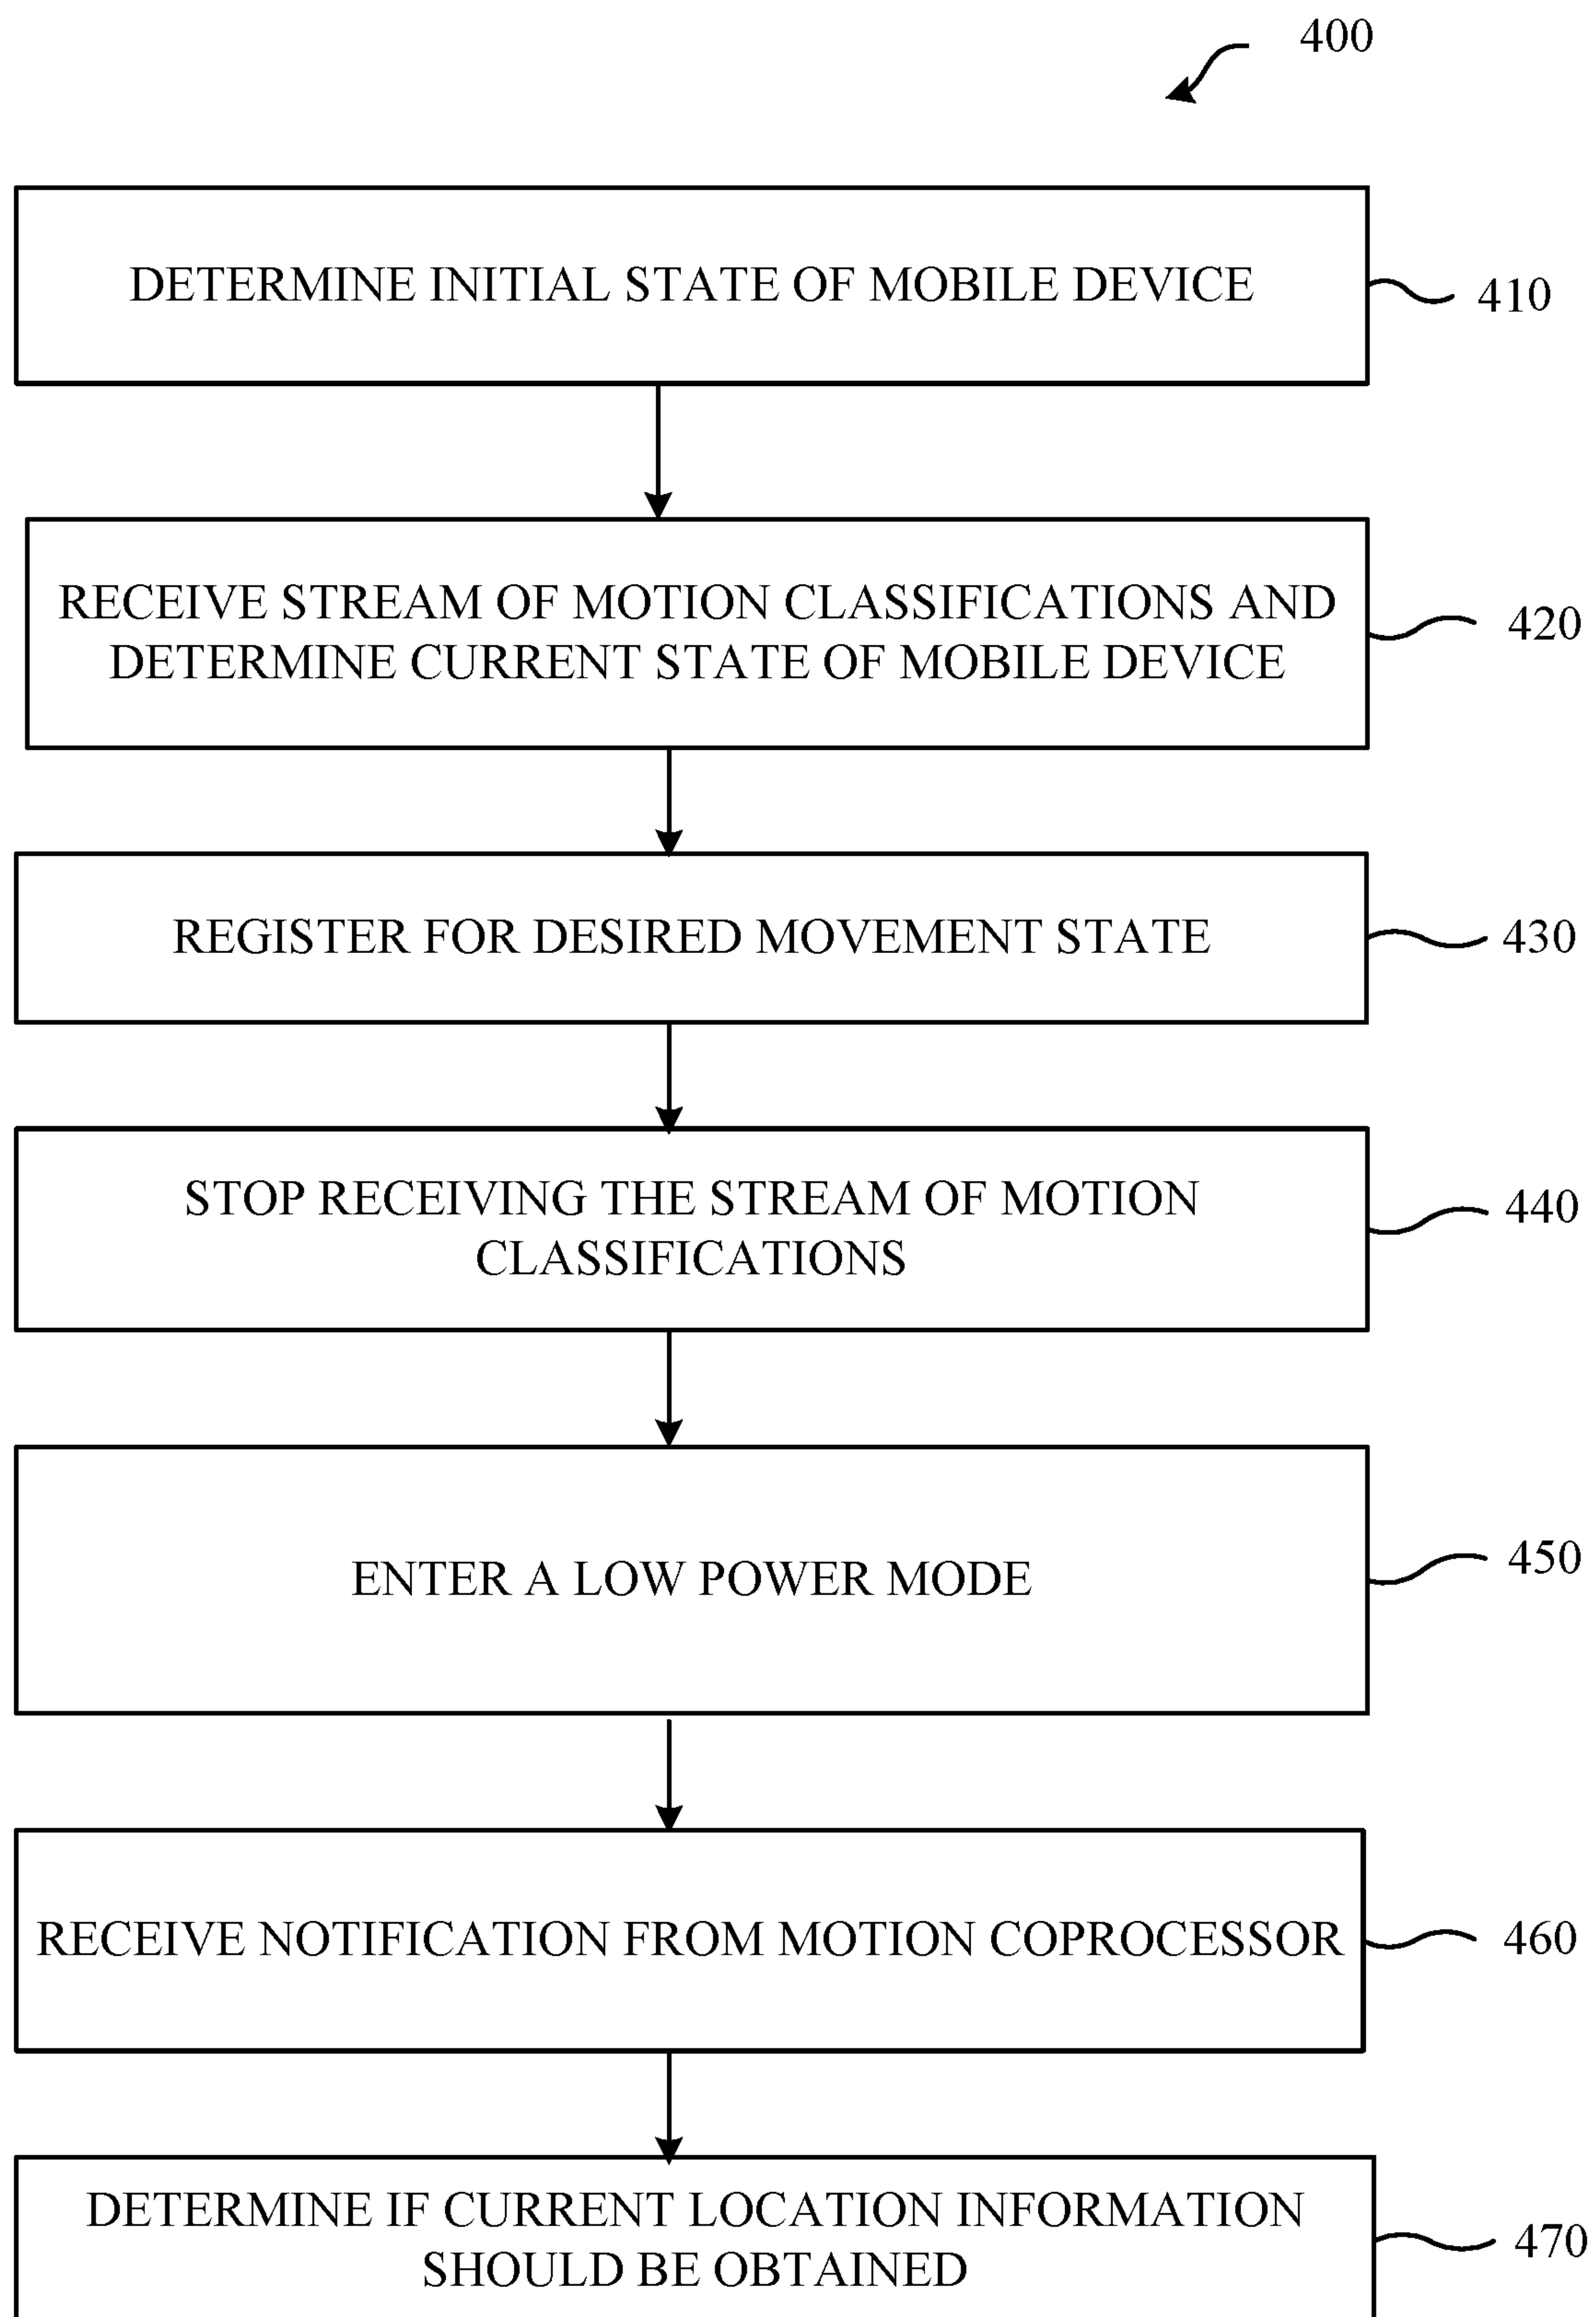 400
DETERMINE INITIAL STATE OF MOBILE DEVICE
410
RECEIVE STREAM OF MOTION CLASSIFICATIONS AND
DETERMINE CURRENT STATE OF MOBILE DEVICE
420
REGISTER FOR DESIRED MOVEMENT STATE
430
STOP RECEIVING THE STREAM OF MOTION
CLASSIFICATIONS
440
ENTER A LOW POWER MODE
450
RECEIVE NOTIFICATION FROM MOTION COPROCESSOR
460
DETERMINE IF CURRENT LOCATION INFORMATION
SHOULD BE OBTAINED
470